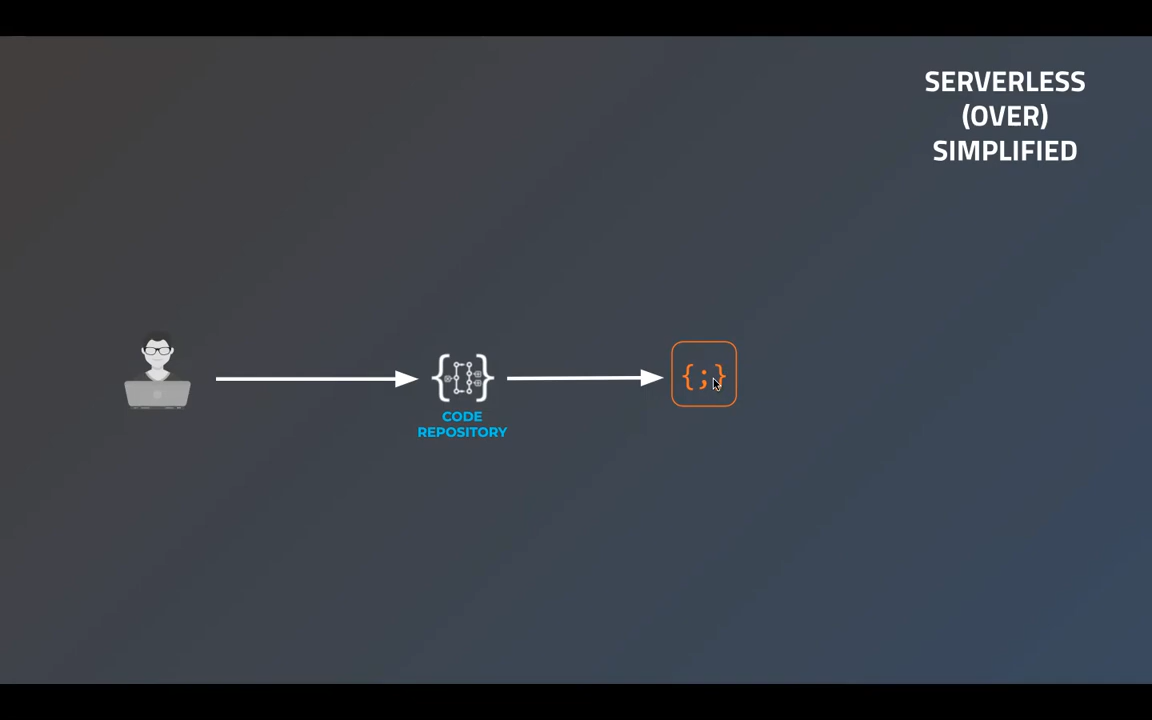 SERVERLESS
(OVER)
SIMPLIFIED
{;}
CODE
REPOSITORY